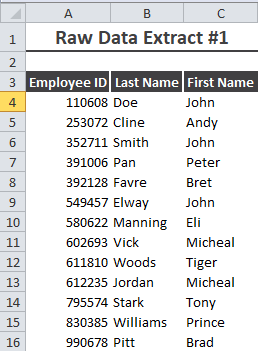 A B C
1 Raw Data Extract #1
2
3 Employee ID Last Name First Name
4 110608 Doe John
5 253072 Cline Andy
6 352711 Smith John
7 391006 Pan Peter
8 392128 Favre Bret
9 549457 Elway John
10 580622 Manning Eli
11 602693 Vick Micheal
12 611810 Woods Tiger
13 612235 Jordan Micheal
14 795574 Stark Tony
15 830385 Williams Prince
16 990678 Pitt Brad